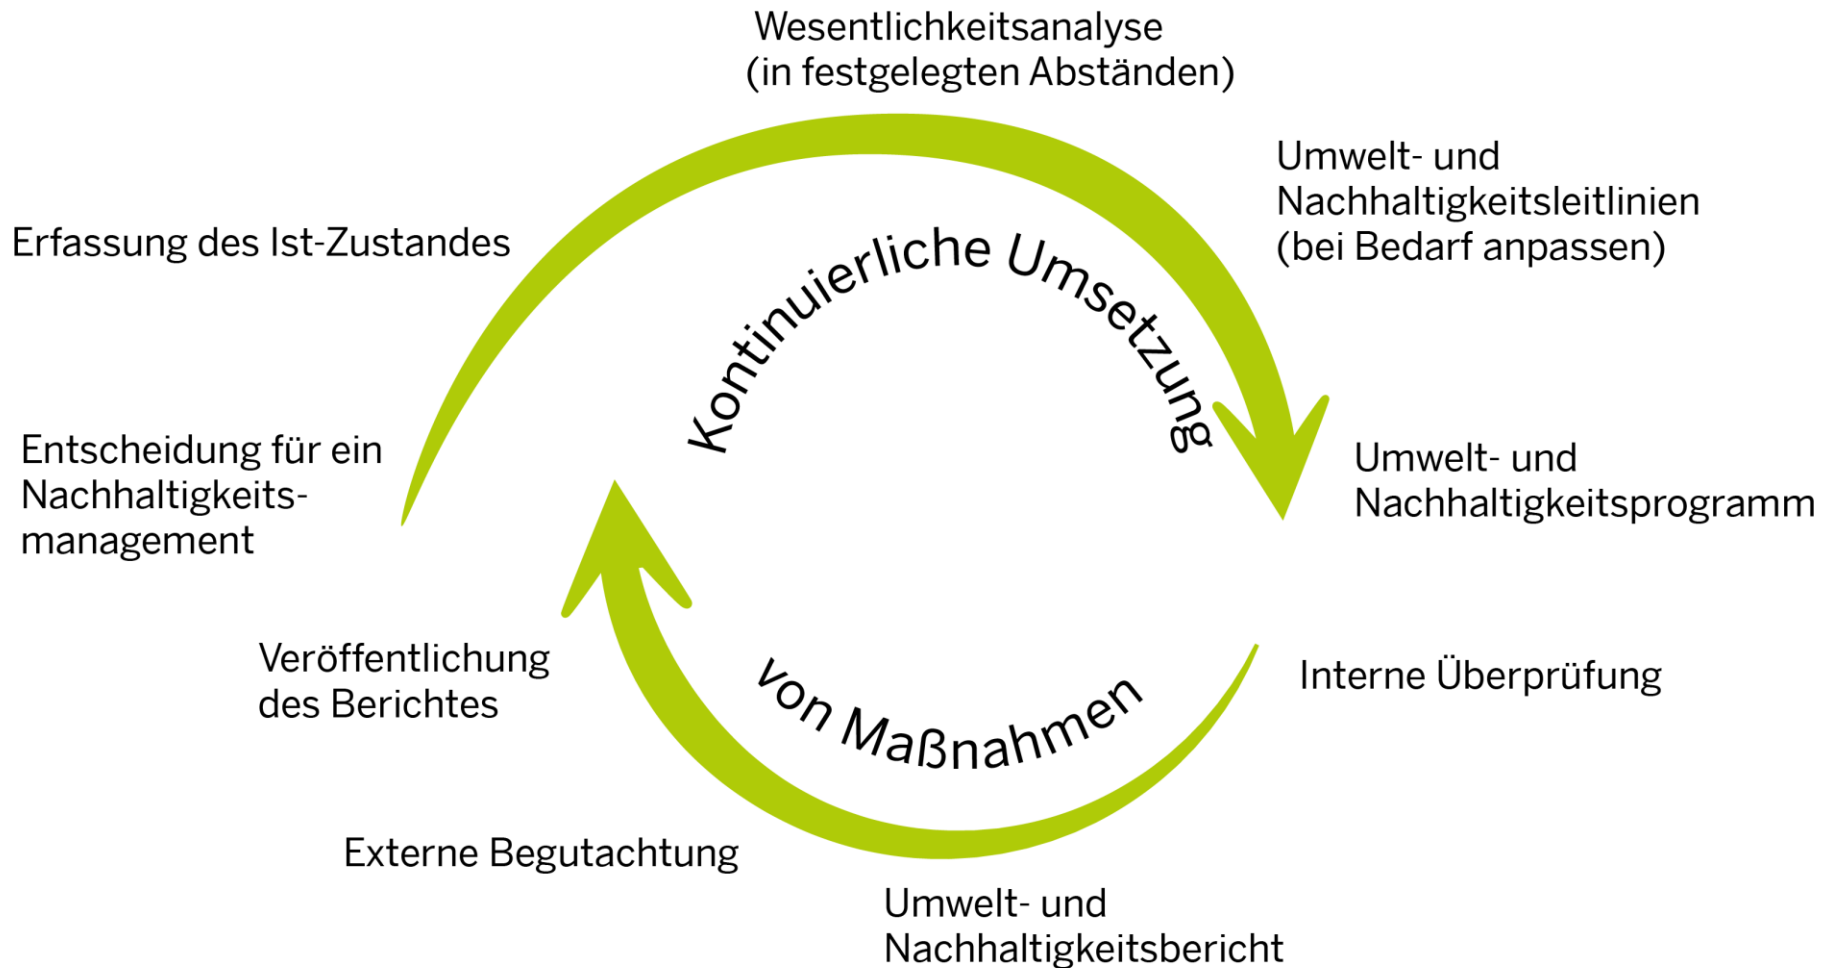 Wesentlichkeitsanalyse
(in festgelegten Abständen)
Umwelt- und
Nachhaltigkeitsleitlinien
(bei Bedarf anpassen)
Erfassung des Ist-Zustandes
Kontinuierliche Umsetzung
von Maßnahmen
Entscheidung für ein
Nachhaltigkeits-
management
Umwelt- und
Nachhaltigkeitsprogramm
Veröffentlichung
des Berichtes
Interne Überprüfung
Externe Begutachtung
Umwelt- und
Nachhaltigkeitsbericht